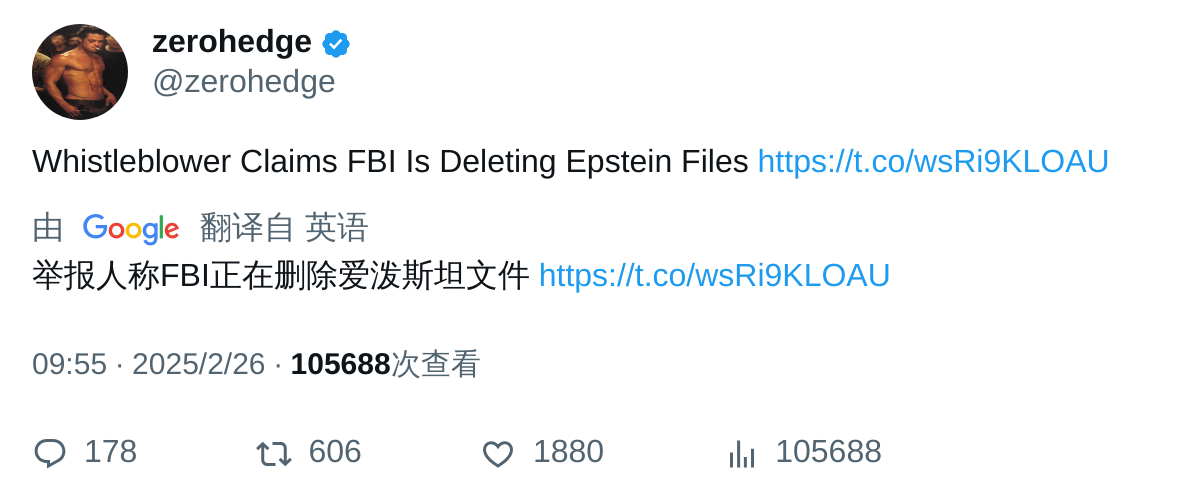 zerohedge
@zerohedge
Whistleblower Claims FBI Is Deleting Epstein Files https://t.co/wsRi9KLOAU
由 Google 翻译自 英语
举报人称FBI正在删除爱泼斯坦文件 https://t.co/wsRi9KLOAU
09:55 · 2025/2/26 · 105688次查看
178 606 1880 105688